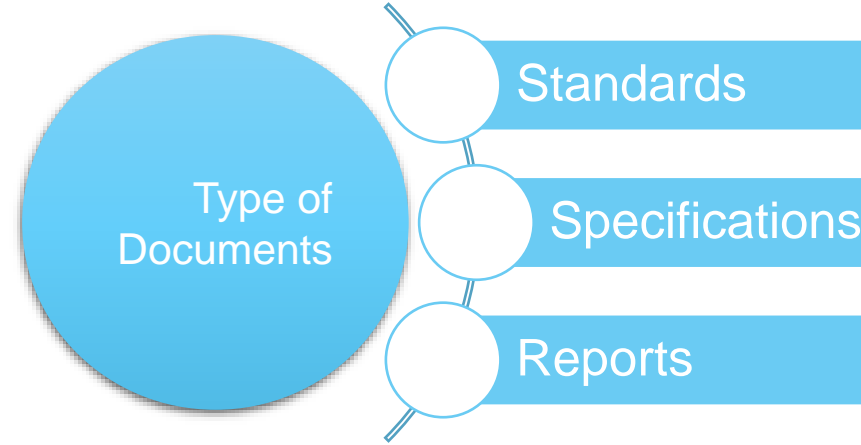 Type of
Documents
Standards
Specifications
Reports